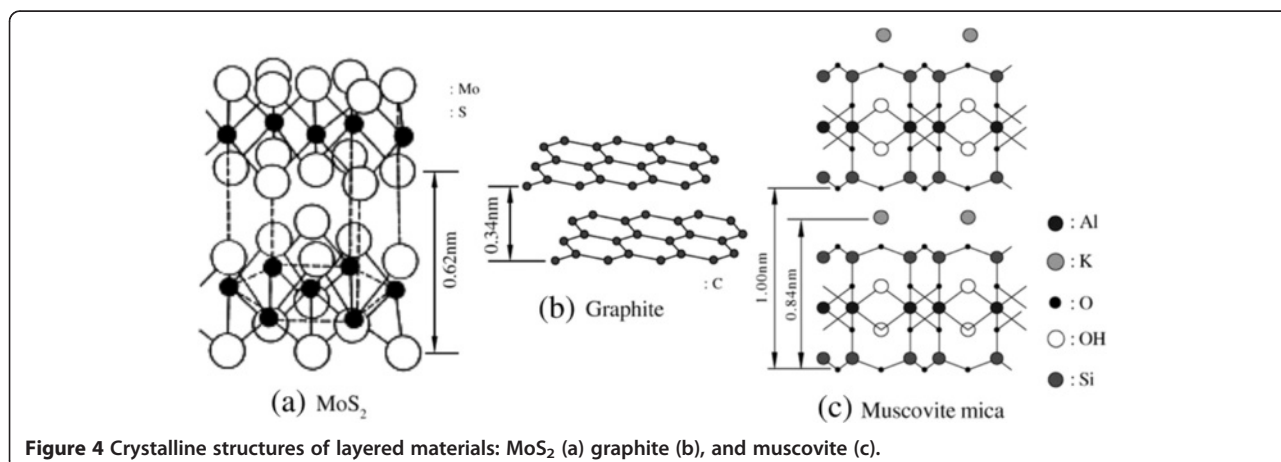 : Mo
: S
0.62nm
(a) MoS₂
0.34nm
: C
(b) Graphite
1.00nm
0.84nm
: Al
: K
: O
: OH
: Si
(c) Muscovite mica
Figure 4 Crystalline structures of layered materials: MoS₂ (a) graphite (b), and muscovite (c).